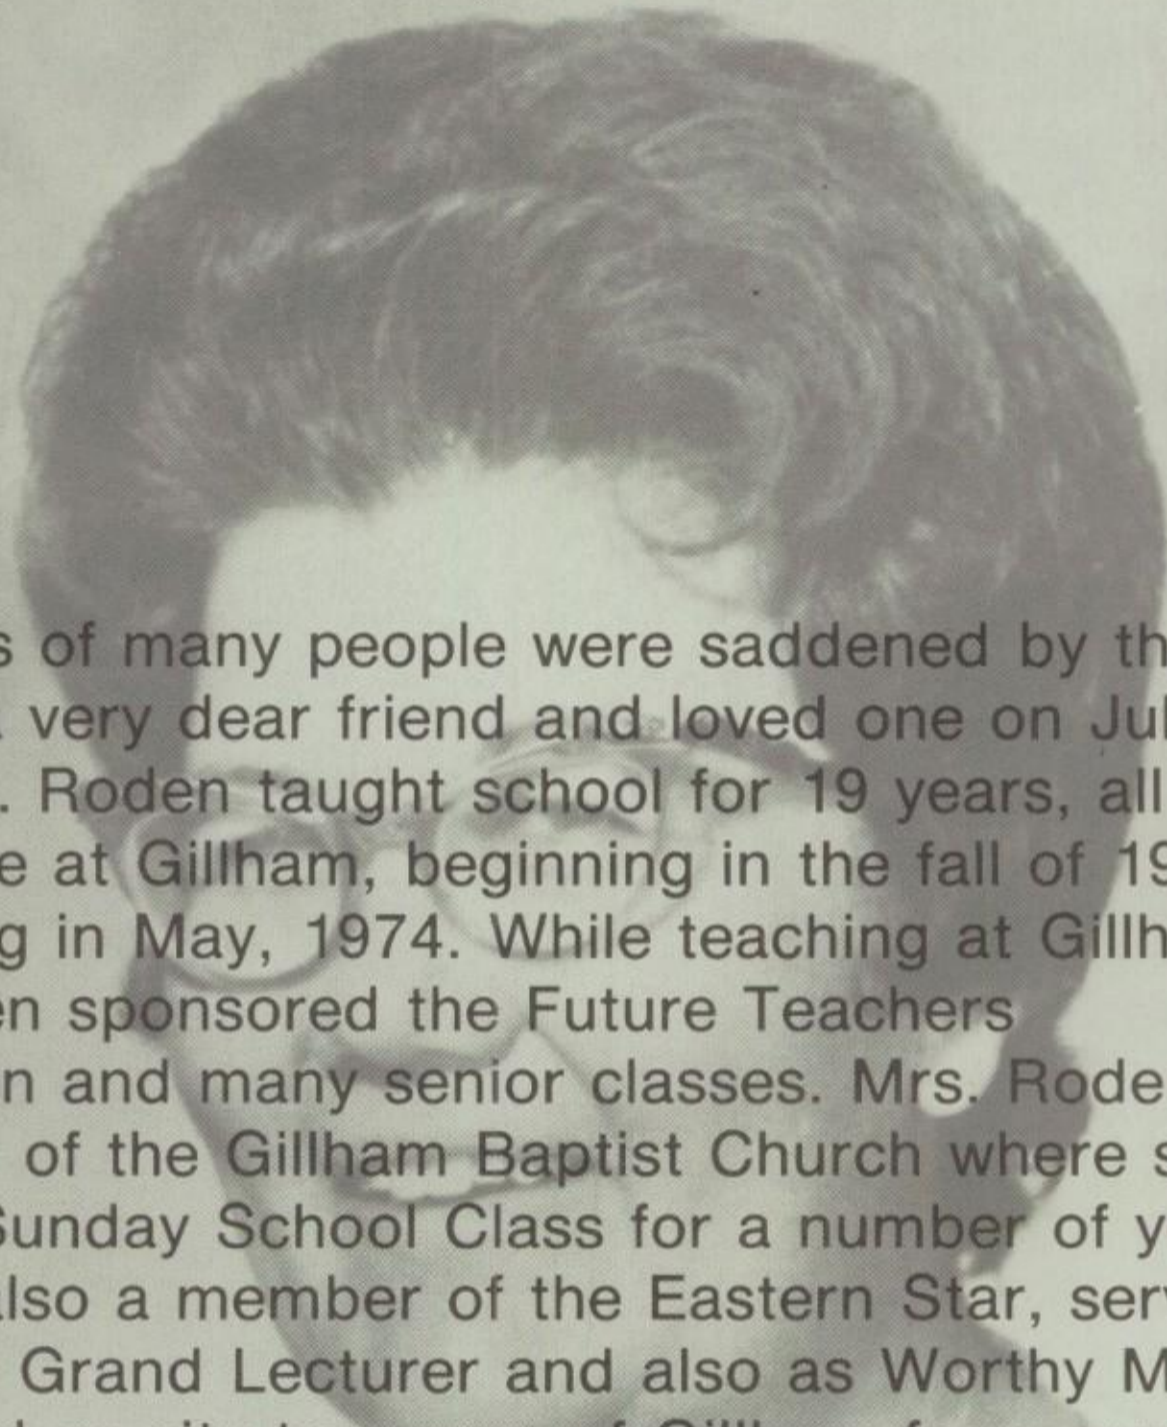 s of many people were saddened by th
very dear friend and loved one on Jul
. Roden taught school for 19 years, all
e at Gillham, beginning in the fall of 19
g in May, 1974. While teaching at Gillh
en sponsored the Future Teachers
n and many senior classes. Mrs. Rode
of the Gillham Baptist Church where s
Sunday School Class for a number of y
also a member of the Eastern Star, serv
Grand Lecturer and also as Worthy M